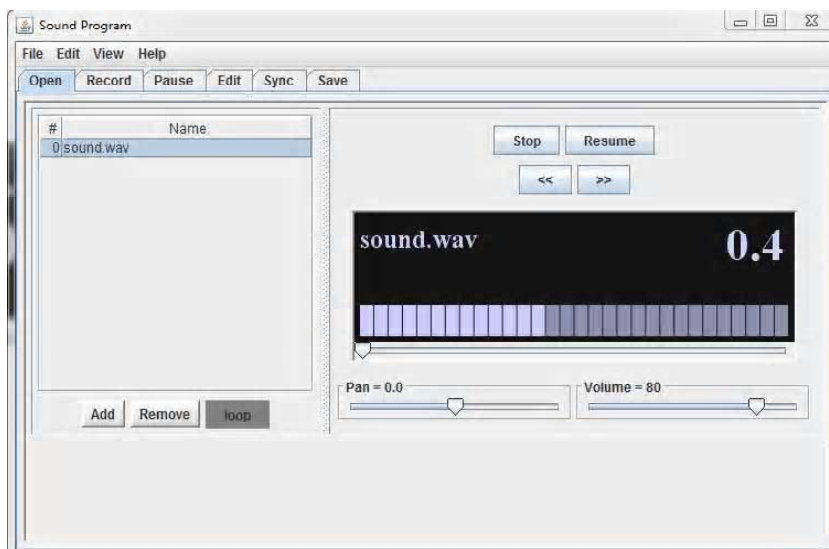 Sound Program
File Edit View Help
Open Record Pause Edit Sync Save
# Name
0 sound.wav
Add Remove loop
Stop Resume
<< >>
sound.wav 0.4
Pan = 0.0 Volume = 80